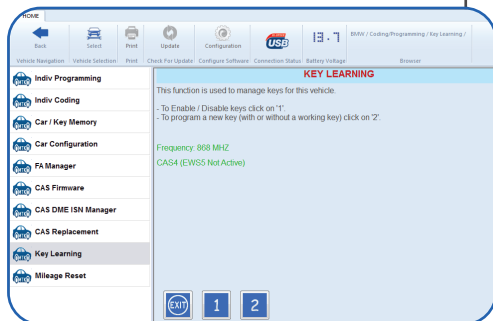 HOME
Back
Select
Print
Update
Configuration
USB
13.7
BMW / Coding/Programming / Key Learning /
Vehicle Navigation
Vehicle Selection
Print
Check For Update
Configure Software
Connection Status
Battery Voltage
Browser
Indiv Programming
Indiv Coding
Car / Key Memory
Car Configuration
FA Manager
CAS Firmware
CAS DME ISN Manager
CAS Replacement
Key Learning
Mileage Reset
KEY LEARNING
This function is used to manage keys for this vehicle.
- To Enable / Disable keys click on '1'.
- To program a new key (with or without a working key) click on '2'.
Frequency: 868 MHZ
CAS4 (EWS5 Not Active)
EXIT
1
2